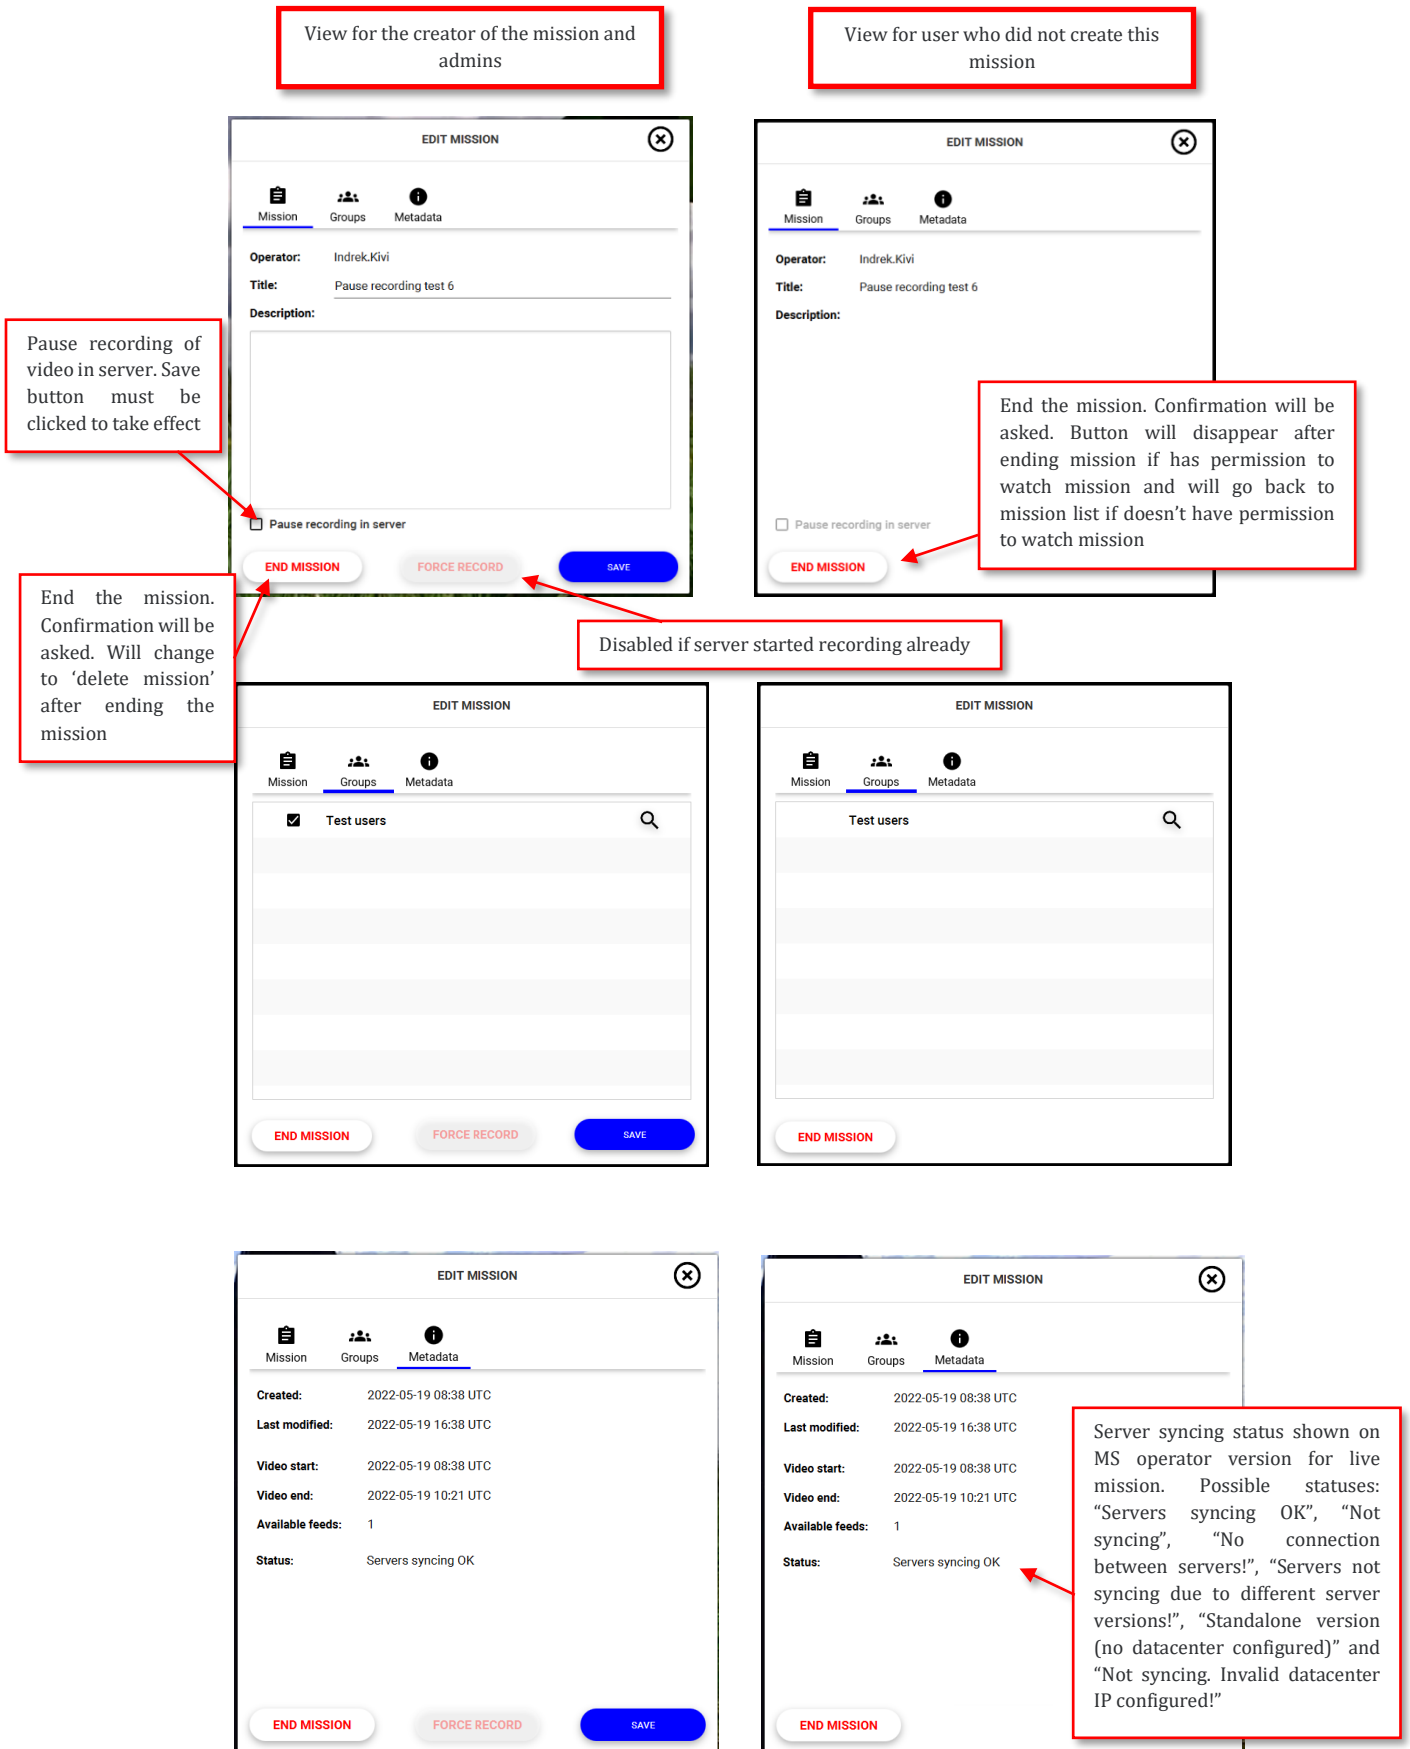 View for the creator of the mission and
admins
View for user who did not create this
mission
EDIT MISSION
Mission
Groups
Metadata
Operator:
Indrek.Kivi
Title:
Pause recording test 6
Description:
Pause recording in server
END MISSION
FORCE RECORD
SAVE
EDIT MISSION
Mission
Groups
Metadata
Operator:
Indrek.Kivi
Title:
Pause recording test 6
Description:
Pause recording in server
END MISSION
Pause recording of
video in server. Save
button must be
clicked to take effect
End the mission. Confirmation will be
asked. Button will disappear after
ending mission if has permission to
watch mission and will go back to
mission list if doesn’t have permission
to watch mission
End the mission.
Confirmation will be
asked. Will change
to ‘delete mission’
after ending the
mission
Disabled if server started recording already
EDIT MISSION
Mission
Groups
Metadata
Test users
END MISSION
FORCE RECORD
SAVE
EDIT MISSION
Mission
Groups
Metadata
Test users
END MISSION
EDIT MISSION
Mission
Groups
Metadata
Created:
2022-05-19 08:38 UTC
Last modified:
2022-05-19 16:38 UTC
Video start:
2022-05-19 08:38 UTC
Video end:
2022-05-19 10:21 UTC
Available feeds:
1
Status:
Servers syncing OK
END MISSION
FORCE RECORD
SAVE
EDIT MISSION
Mission
Groups
Metadata
Created:
2022-05-19 08:38 UTC
Last modified:
2022-05-19 16:38 UTC
Video start:
2022-05-19 08:38 UTC
Video end:
2022-05-19 10:21 UTC
Available feeds:
1
Status:
Servers syncing OK
END MISSION
Server syncing status shown on
MS operator version for live
mission. Possible statuses:
“Servers syncing OK”, “Not
syncing”, “No connection
between servers!”, “Servers not
syncing due to different server
versions!”, “Standalone version
(no datacenter configured)” and
“Not syncing. Invalid datacenter
IP configured!”